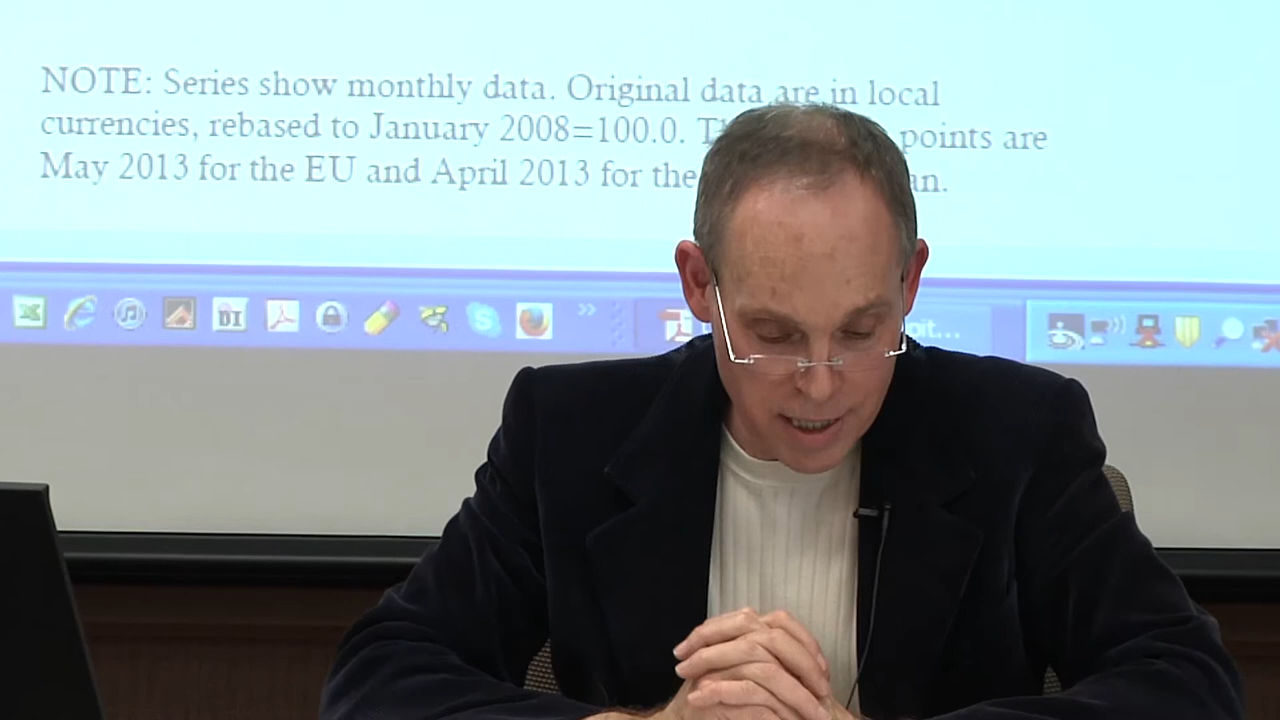 NOTE: Series show monthly data. Original data are in local
currencies, rebased to January 2008=100.0. points are
May 2013 for the EU and April 2013 for the an.
DI
pit...